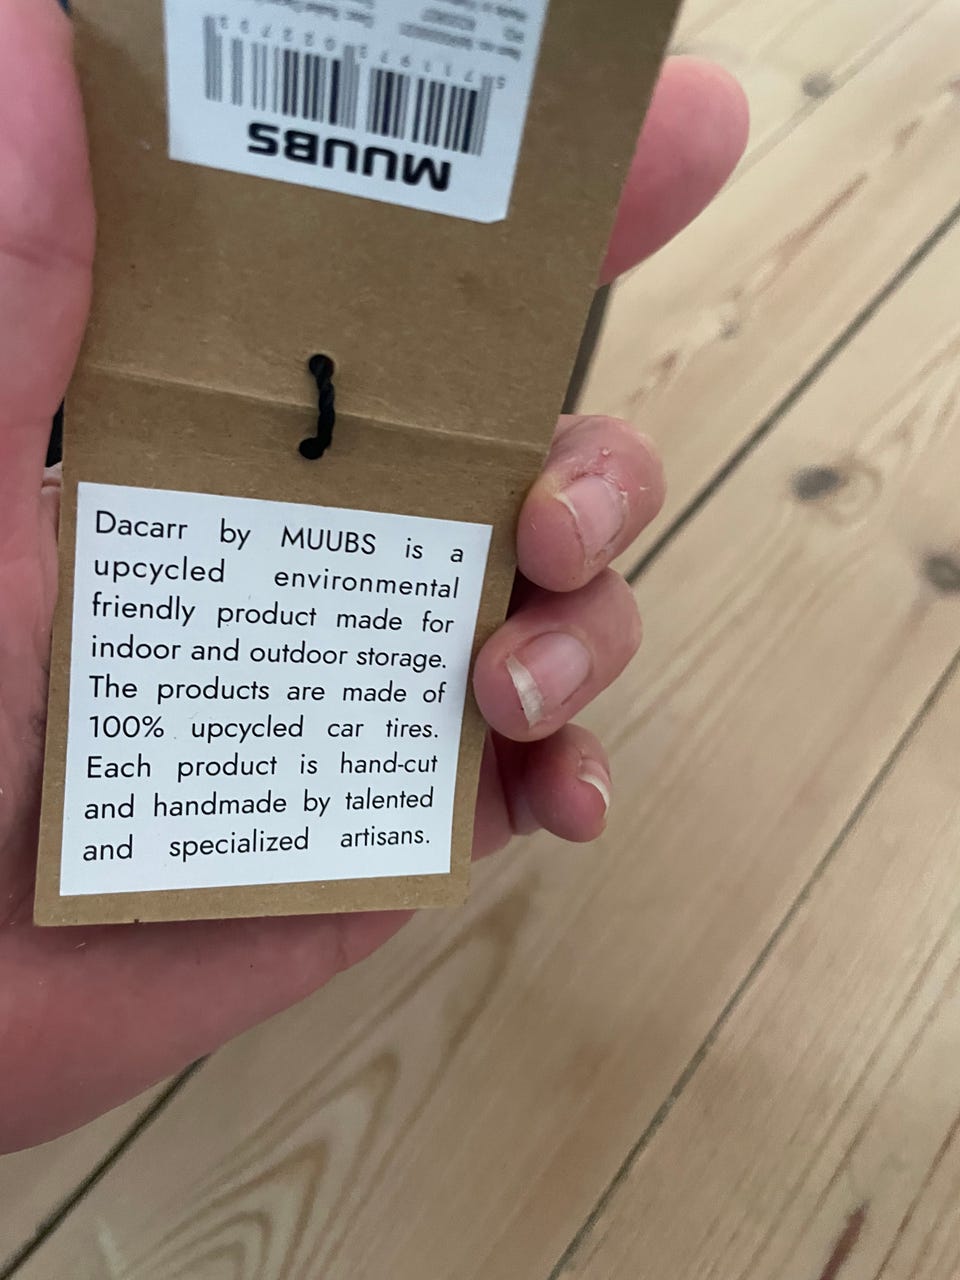 MUUBS
Dacarr by MUUBS is a
upcycled environmental
friendly product made for
indoor and outdoor storage.
The products are made of
100% upcycled car tires.
Each product is hand-cut
and handmade by talented
and specialized artisans.